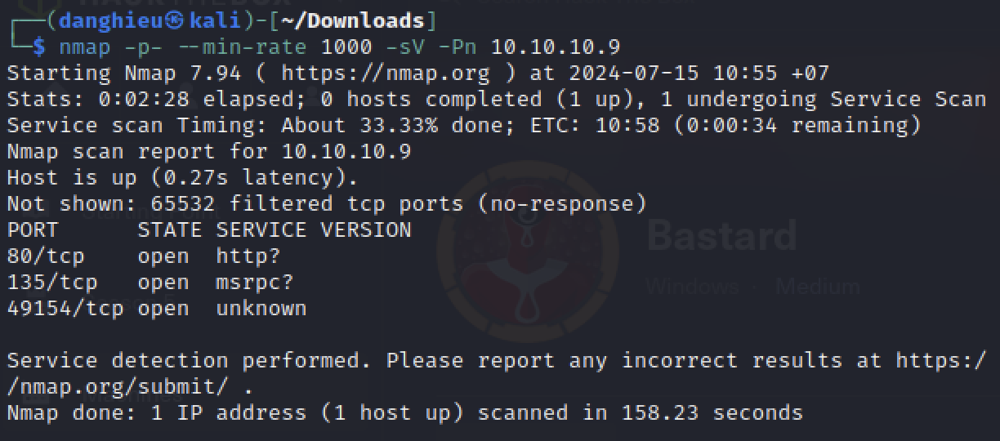 ┌──(danghieu㉿kali)-[~/Downloads]
└─$ nmap -p- --min-rate 1000 -sV -Pn 10.10.10.9
Starting Nmap 7.94 ( https://nmap.org ) at 2024-07-15 10:55 +07
Stats: 0:02:28 elapsed; 0 hosts completed (1 up), 1 undergoing Service Scan
Service scan Timing: About 33.33% done; ETC: 10:58 (0:00:34 remaining)
Nmap scan report for 10.10.10.9
Host is up (0.27s latency).
Not shown: 65532 filtered tcp ports (no-response)
PORT      STATE SERVICE VERSION
80/tcp    open  http?
135/tcp   open  msrpc?
49154/tcp open  unknown
Bastard
Windows · Medium
Service detection performed. Please report any incorrect results at https:/
/nmap.org/submit/ .
Nmap done: 1 IP address (1 host up) scanned in 158.23 seconds